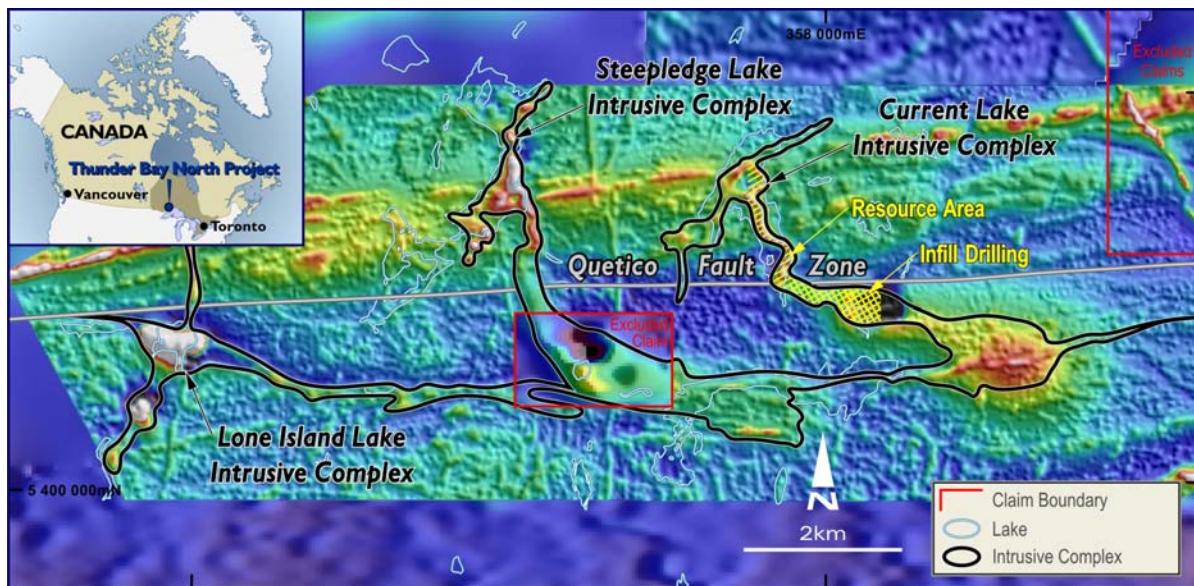 CANADA
Thunder Bay North Project
Vancouver
Toronto
358 000mE
Excluded
Claims
Steepledge Lake
Intrusive Complex
Current Lake
Intrusive Complex
Resource Area
Infill Drilling
Quetico Fault Zone
Excluded
Claim
Lone Island Lake
Intrusive Complex
5 400 000mN
N
2km
Claim Boundary
Lake
Intrusive Complex